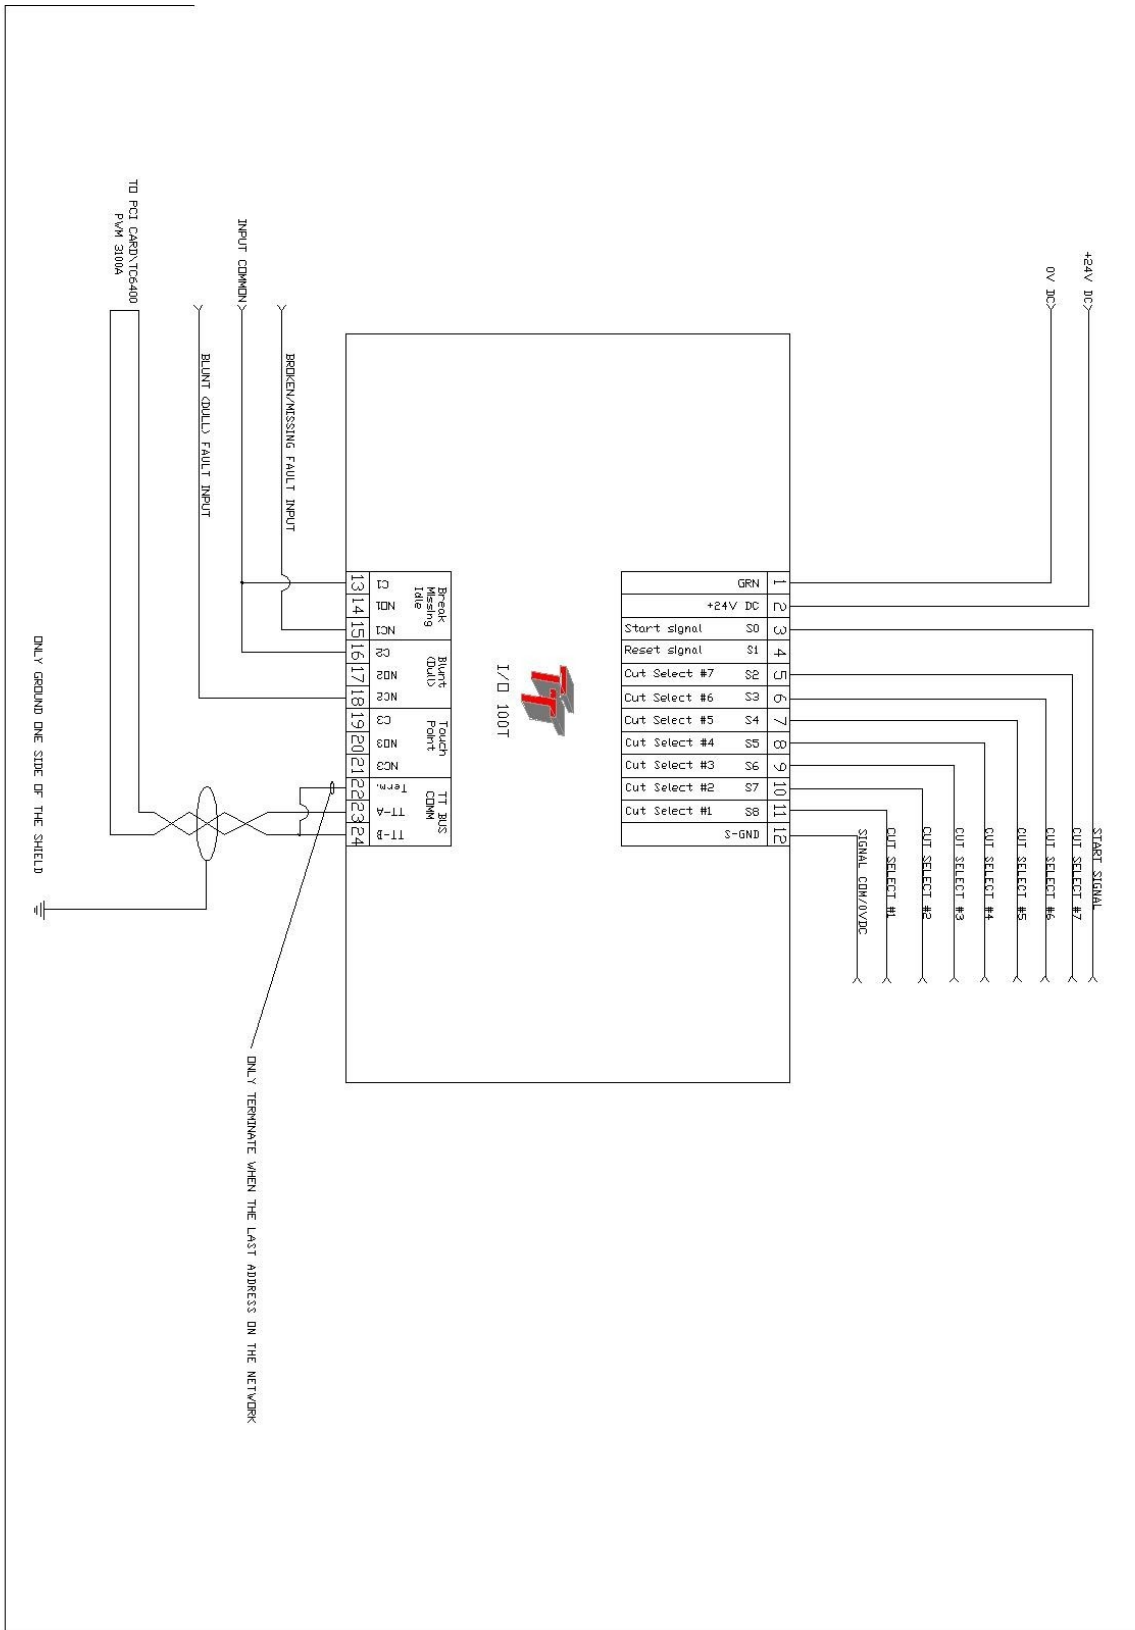 +24V DC
0V DC
INPUT COMMON
TO PCI CARD\TC6400
PWM 3100A
BROKEN/MISSING FAULT INPUT
BLUNT (DULL) FAULT INPUT
1 GRN
2 +24V DC
3 S0 Start signal
4 S1 Reset signal
5 S2 Cut Select #7
6 S3 Cut Select #6
7 S4 Cut Select #5
8 S5 Cut Select #4
9 S6 Cut Select #3
10 S7 Cut Select #2
11 S8 Cut Select #1
12 S-GND
I/O 100T
Break
Missing
Idle
13 C1
14 NO1
15 NC1
Blunt
(Dull)
16 C2
17 NO2
18 NC2
Touch
Point
19 C3
20 NO3
21 NC3
TT BUS
COMM
22 Term.
23 TT-A
24 TT-B
START SIGNAL
CUT SELECT #7
CUT SELECT #6
CUT SELECT #5
CUT SELECT #4
CUT SELECT #3
CUT SELECT #2
CUT SELECT #1
SIGNAL COM/0VDC
ONLY GROUND ONE SIDE OF THE SHIELD
ONLY TERMINATE WHEN THE LAST ADDRESS ON THE NETWORK